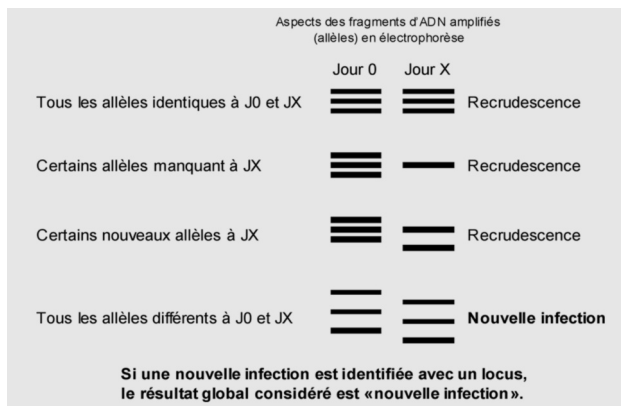 Aspects des fragments d'ADN amplifiés
(allèles) en électrophorèse
Jour 0 Jour X
Tous les allèles identiques à J0 et JX Recrudescence
Certains allèles manquant à JX Recrudescence
Certains nouveaux allèles à JX Recrudescence
Tous les allèles différents à J0 et JX Nouvelle infection
Si une nouvelle infection est identifiée avec un locus,
le résultat global considéré est «nouvelle infection».